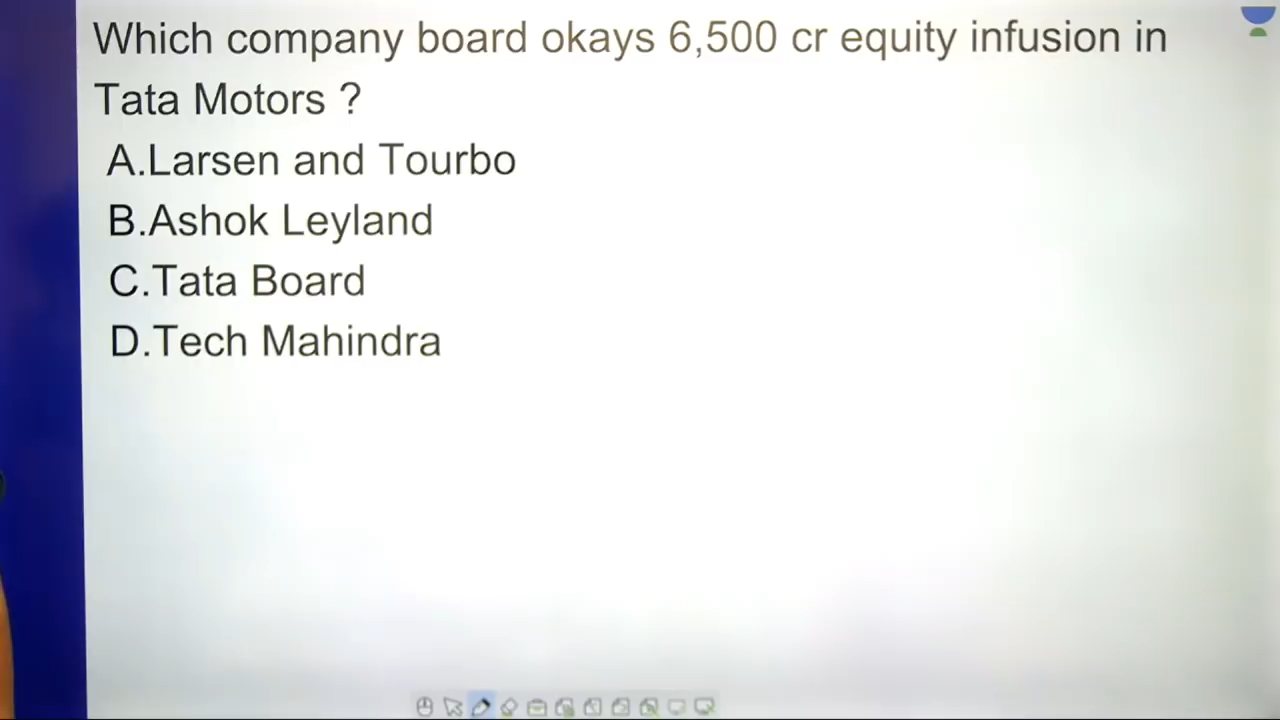 Which company board okays 6,500 cr equity infusion in
Tata Motors ?
A.Larsen and Tourbo
B.Ashok Leyland
C.Tata Board
D.Tech Mahindra